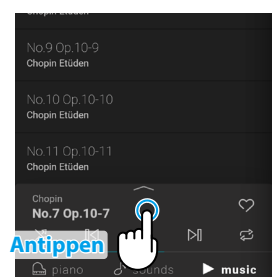 Chopin Etüden
No.9 Op.10-9
Chopin Etüden
No.10 Op.10-10
Chopin Etüden
No.11 Op.10-11
Chopin Etüden
Chopin
No.7 Op.10-7
Antippen
piano
sounds
music